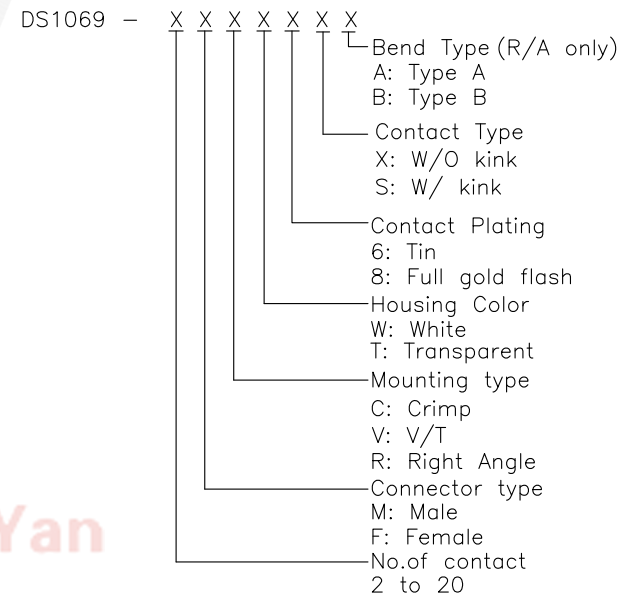 DS1069 - X X X X X X X
Bend Type (R/A only)
A: Type A
B: Type B
Contact Type
X: W/O kink
S: W/ kink
Contact Plating
6: Tin
8: Full gold flash
Housing Color
W: White
T: Transparent
Mounting type
C: Crimp
V: V/T
R: Right Angle
Connector type
M: Male
F: Female
No.of contact
2 to 20
Yan